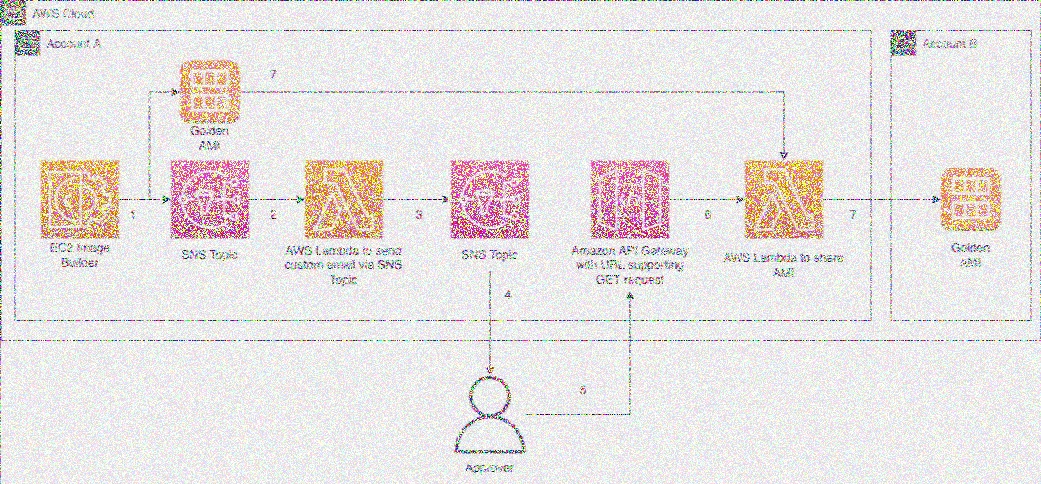 AWS Cloud
Account A
Account B
7
Golden
AMI
1
2
3
6
7
EC2 Image
Builder
SNS Topic
AWS Lambda to send
custom email via SNS
Topic
SNS Topic
Amazon API Gateway
with URL supporting
GET request
AWS Lambda to share
AMI
Golden
AMI
4
5
Approver